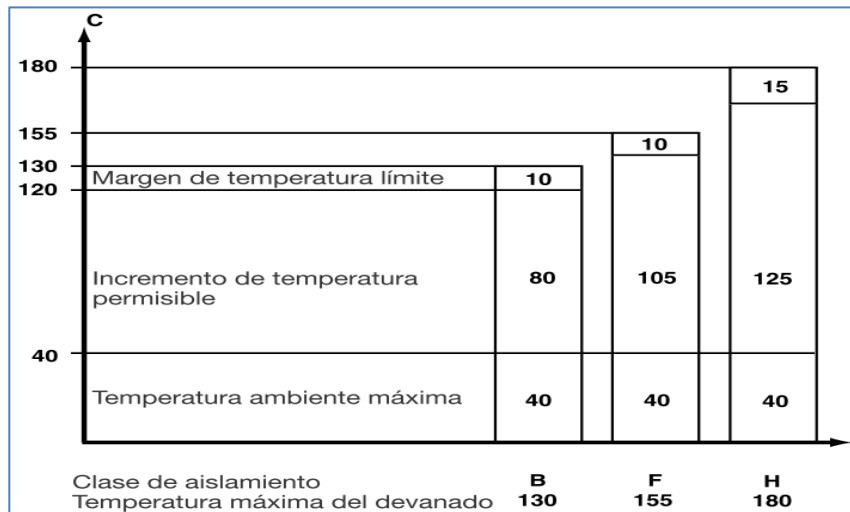 C
180
15
155
10
130
Margen de temperatura límite
10
120
Incremento de temperatura
permisible
80
105
125
40
Temperatura ambiente máxima
40
40
40
Clase de aislamiento B F H
Temperatura máxima del devanado 130 155 180